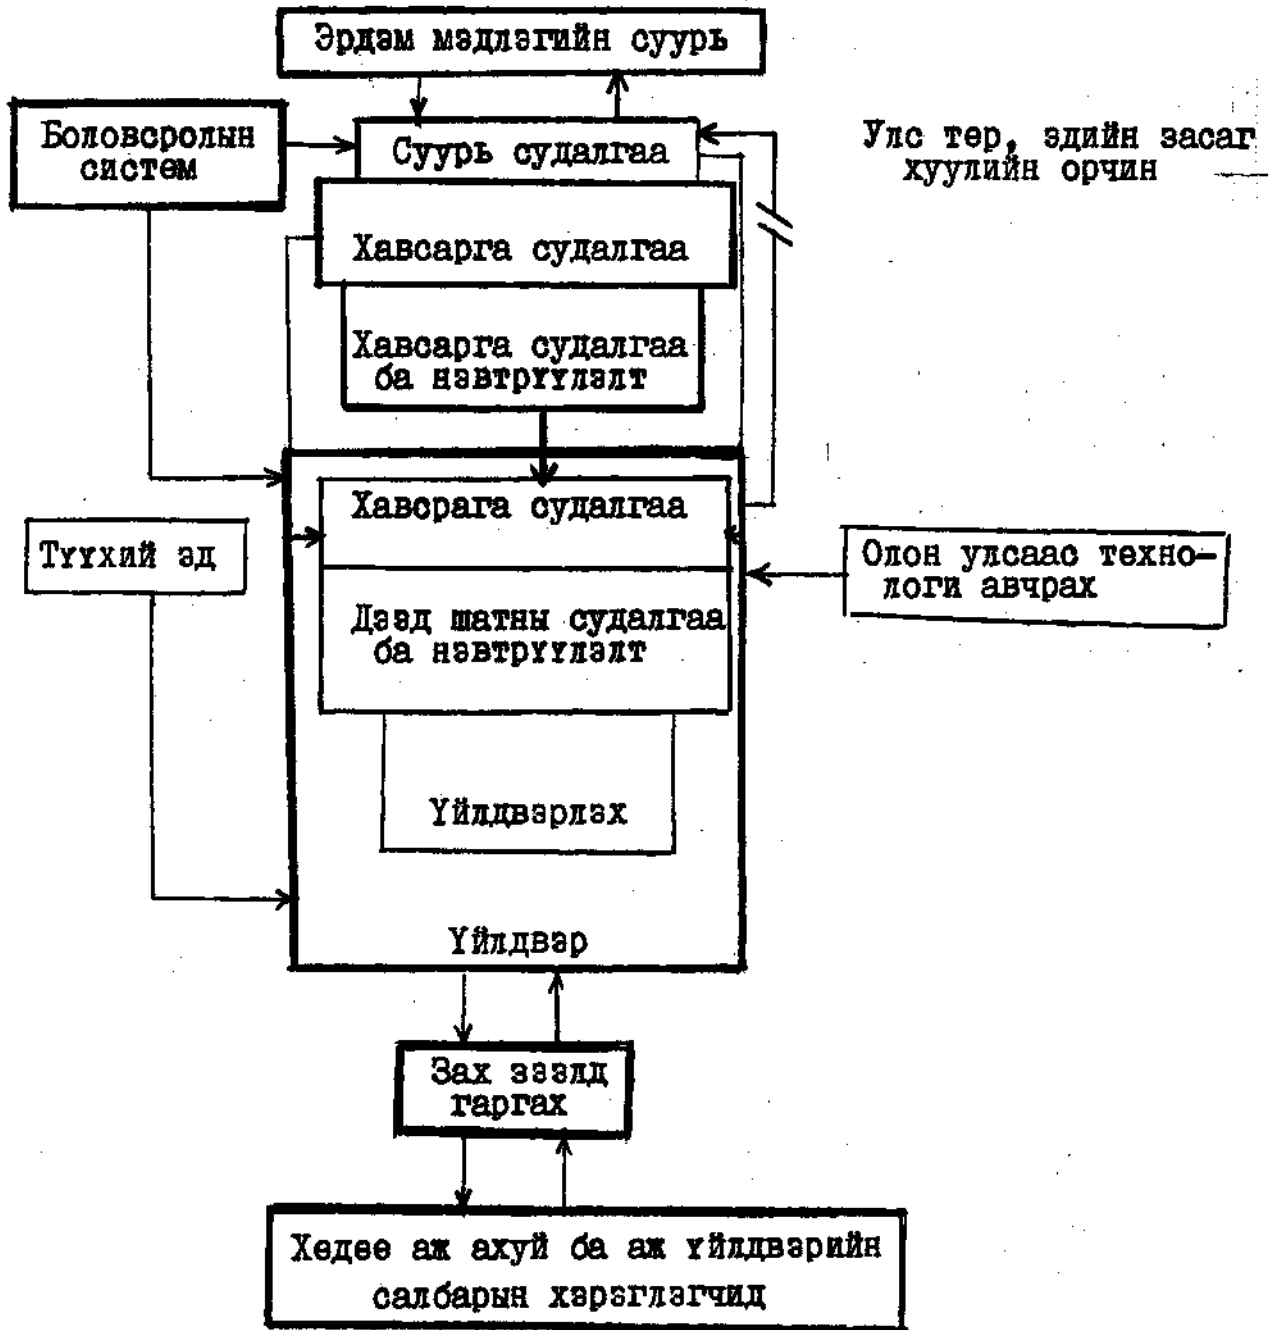 Эрдэм мэдлэгийн суурь
Боловсролын
систем
Суурь судалгаа
Улс төр, эдийн засаг
хуулийн орчин
Хавсарга судалгаа
Хавсарга судалгаа
ба нэвтрүүлэлт
Хавсрага судалгаа
Түүхий эд
Олон улсаас техно-
логи авчрах
Дээд шатны судалгаа
ба нэвтрүүлэлт
Үйлдвэрлэх
Үйлдвэр
Зах зээлд
гаргах
Хөдөө аж ахуй ба аж үйлдвэрийн
салбарын хэрэглэгчид